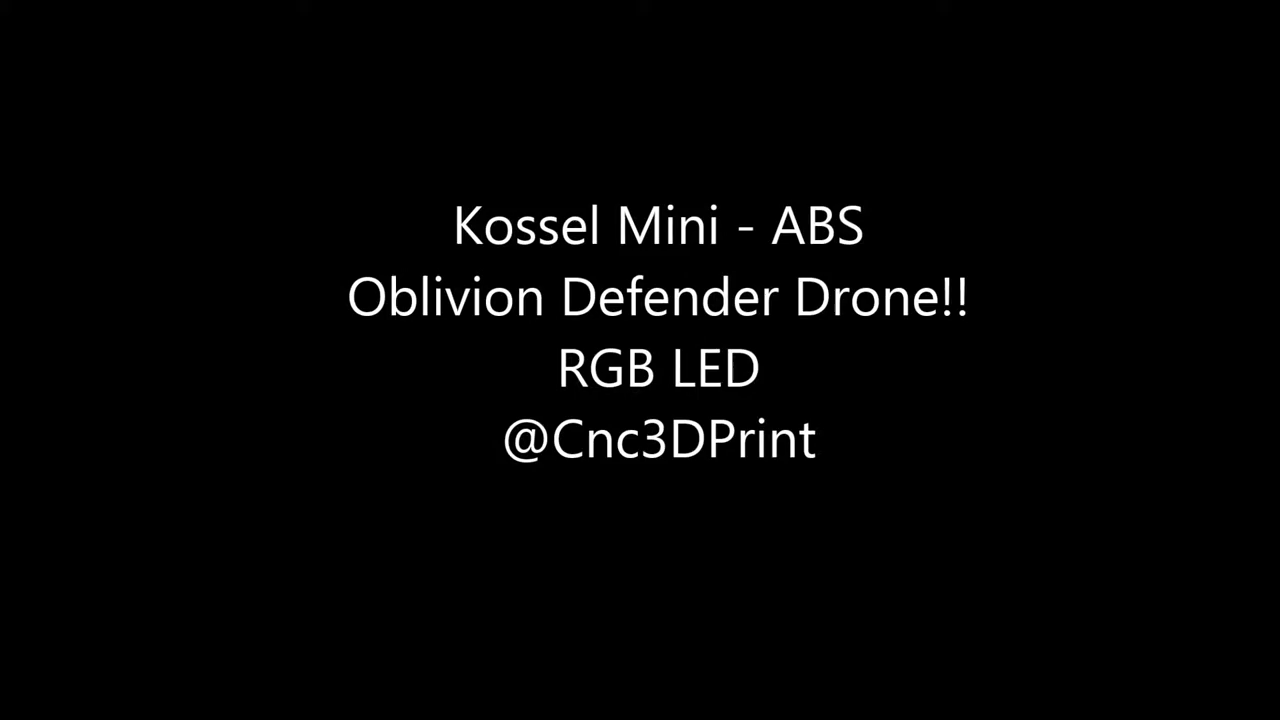 Kossel Mini - ABS
Oblivion Defender Drone!!
RGB LED
@Cnc3DPrint